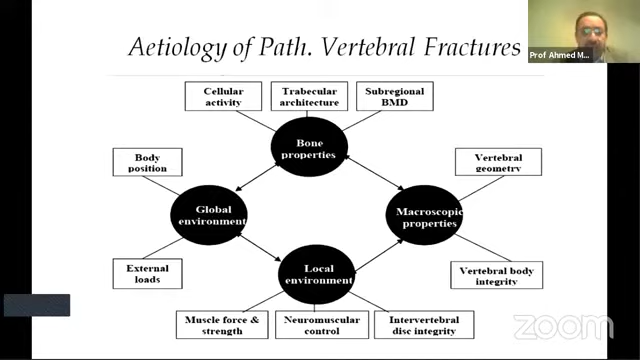 Aetiology of Path. Vertebral Fractures
Prof Ahmed M...
Cellular
activity
Trabecular
architecture
Subregional
BMD
Bone
properties
Body
position
Vertebral
geometry
Global
environment
Macroscopic
properties
External
loads
Local
environment
Vertebral body
integrity
Muscle force &
strength
Neuromuscular
control
Intervertebral
disc integrity
zoom